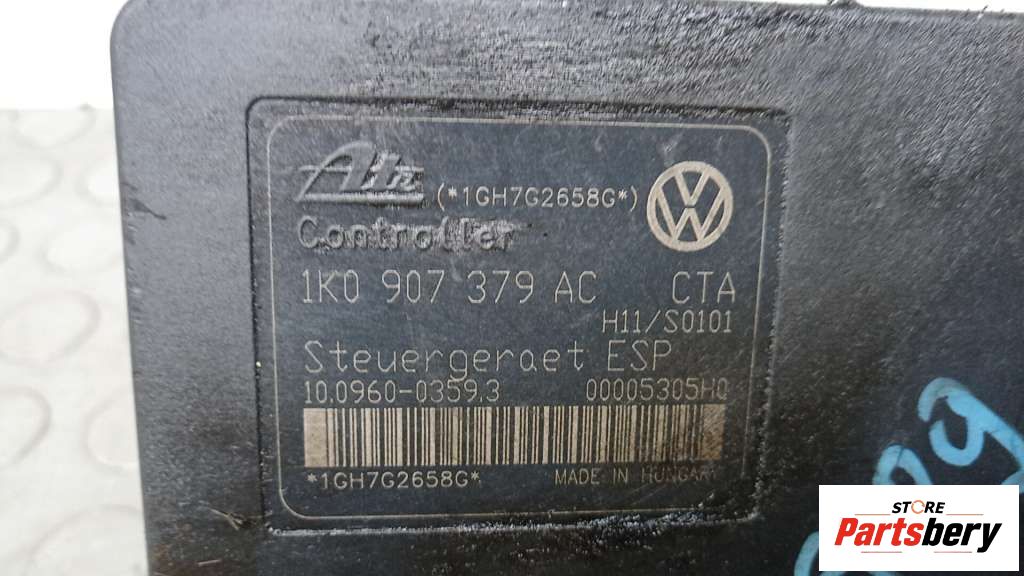 Ate (*1GH7G2658G*)
Controller
1K0 907 379 AC CTA
H11/S0101
Steuergeraet ESP
10.0960-0359.3 00005305H0
*1GH7G2658G* MADE IN HUNGARY
STORE
Partsbery